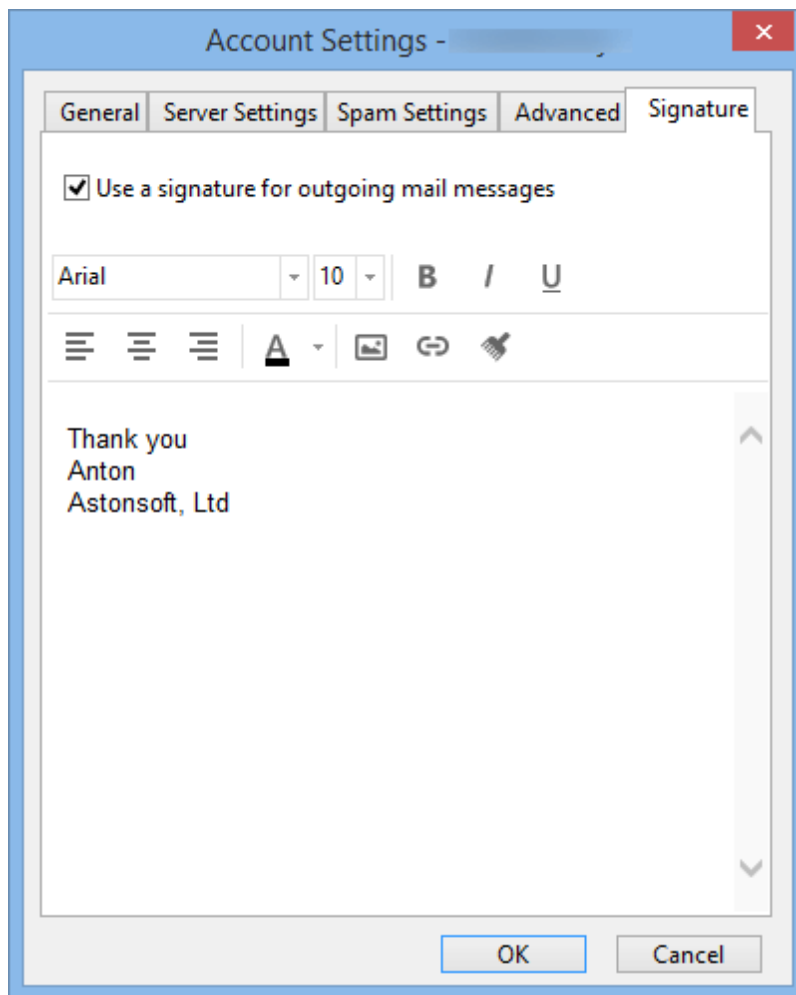 Account Settings -
General Server Settings Spam Settings Advanced Signature
Use a signature for outgoing mail messages
Arial 10 B I U
A
Thank you
Anton
Astonsoft, Ltd
OK Cancel